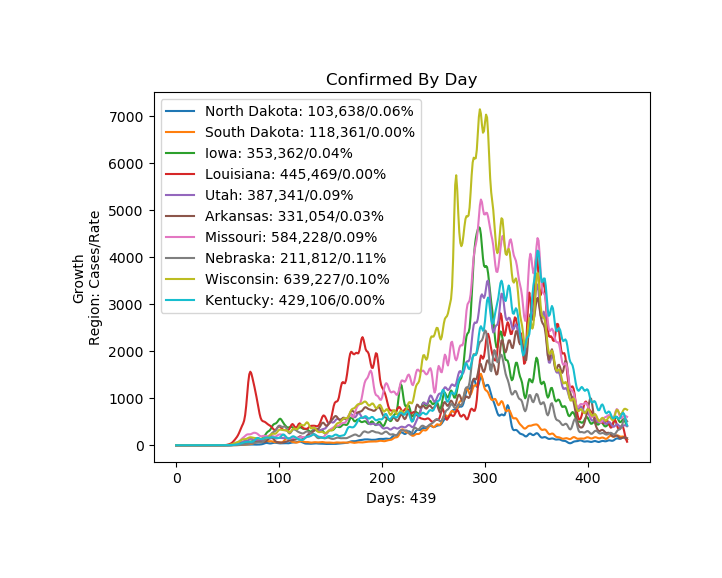 Confirmed By Day
7000
6000
5000
4000
3000
2000
1000
0
Growth
Region: Cases/Rate
North Dakota: 103,638/0.06%
South Dakota: 118,361/0.00%
Iowa: 353,362/0.04%
Louisiana: 445,469/0.00%
Utah: 387,341/0.09%
Arkansas: 331,054/0.03%
Missouri: 584,228/0.09%
Nebraska: 211,812/0.11%
Wisconsin: 639,227/0.10%
Kentucky: 429,106/0.00%
0 100 200 300 400
Days: 439